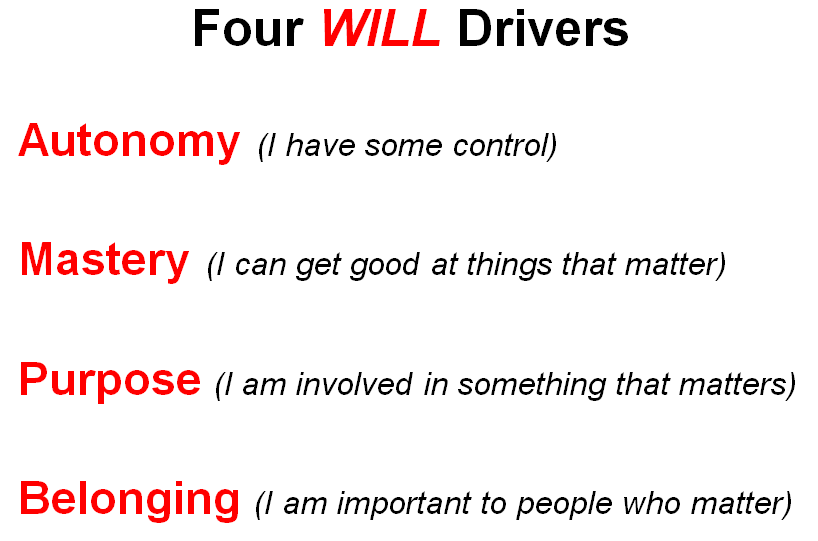 Four WILL Drivers
Autonomy (I have some control)
Mastery (I can get good at things that matter)
Purpose (I am involved in something that matters)
Belonging (I am important to people who matter)